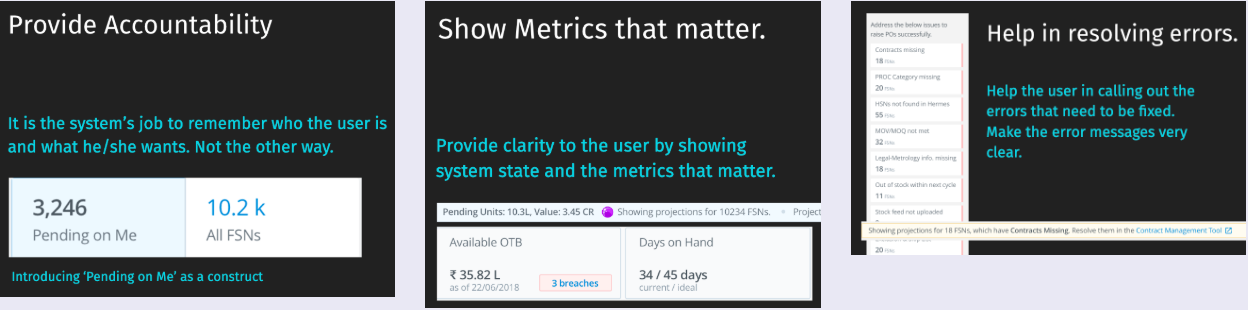 Provide Accountability
It is the system's job to remember who the user is
and what he/she wants. Not the other way.
3,246
Pending on Me
10.2 k
All FSNs
Introducing 'Pending on Me' as a construct
Show Metrics that matter.
Provide clarity to the user by showing
system state and the metrics that matter.
Pending Units: 10.3L, Value: 3.45 CR
Showing projections for 10234 FSNs.
Project
Available OTB
₹ 35.82 L
as of 22/06/2018
3 breaches
Days on Hand
34 / 45 days
current / ideal
Address the below issues to
raise POs successfully.
Contracts missing
18 FSNs
PROC Category missing
20 FSNs
HSNs not found in Hermes
55 FSNs
MOV/MOQ not met
32 FSNs
Legal-Metrology info. missing
18 FSNs
Out of stock within next cycle
11 FSNs
Stock feed not uploaded
Showing projections for 18 FSNs, which have Contracts Missing. Resolve them in the Contract Management Tool
20 FSNs
Help in resolving errors.
Help the user in calling out the
errors that need to be fixed.
Make the error messages very
clear.